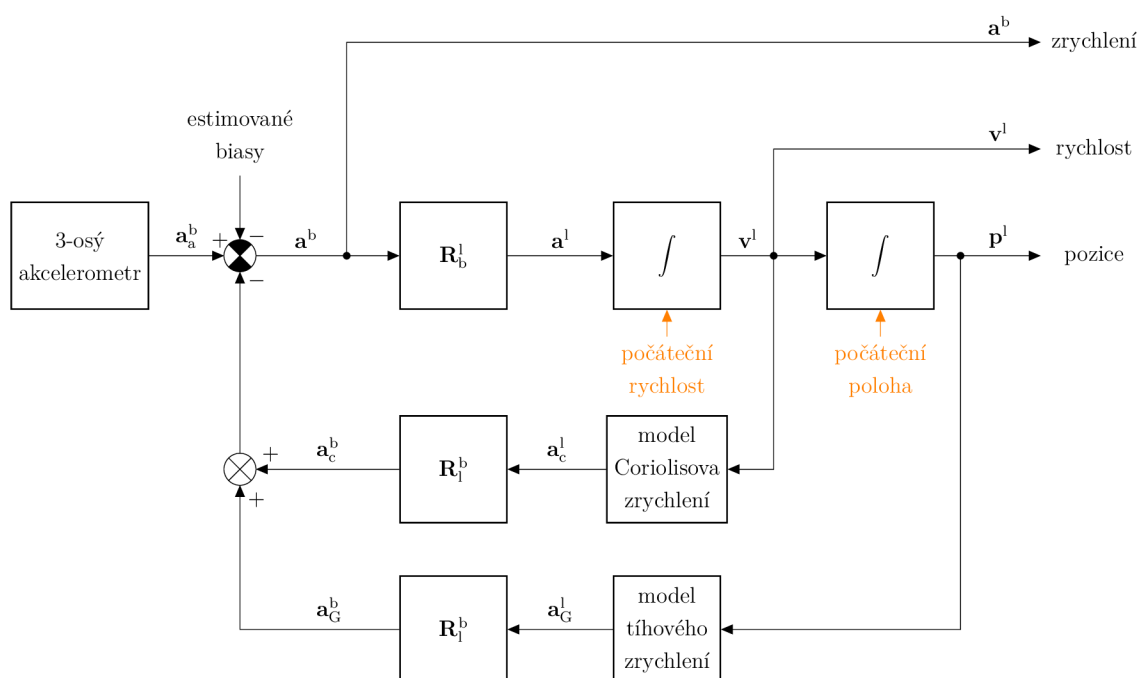 a^b
zrychlení
estimované
biasy
v^l
rychlost
3-osý
akcelerometr
a_a^b
+
−
−
a^b
R_b^l
a^l
∫
v^l
∫
p^l
pozice
počáteční
rychlost
počáteční
poloha
+
+
a_c^b
R_l^b
a_c^l
model
Coriolisova
zrychlení
a_G^b
R_l^b
a_G^l
model
tíhového
zrychlení